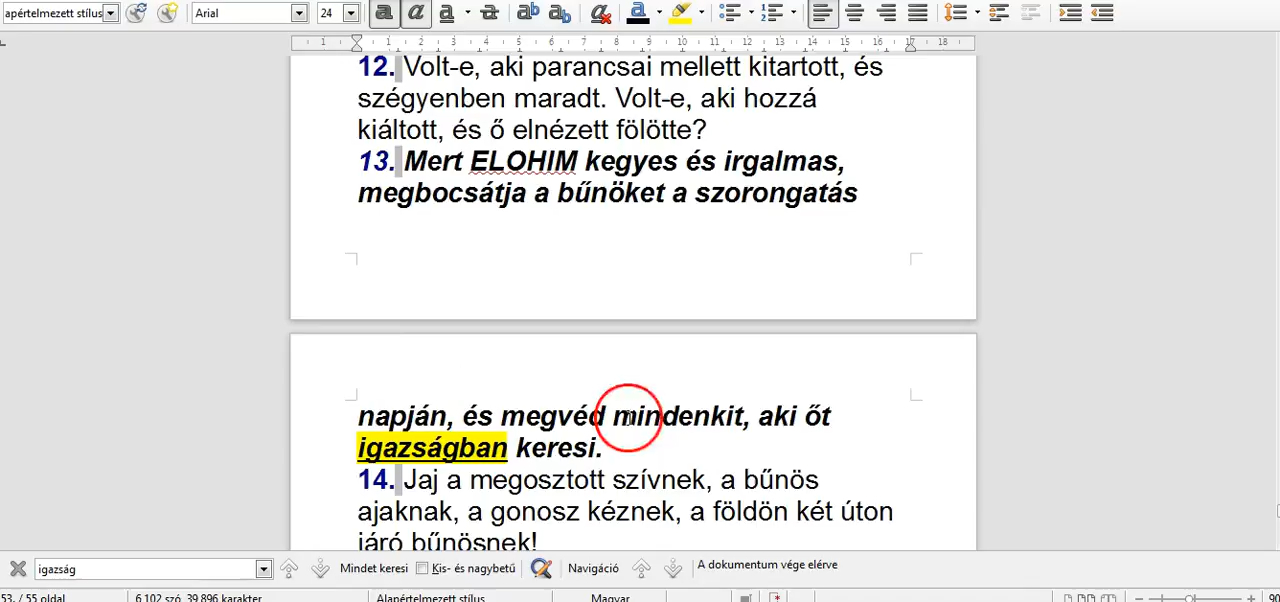 apértelmezett stílus Arial 24
1 1 2 3 4 5 6 7 8 9 10 11 12 13 14 15 16 17 18
12. Volt-e, aki parancsai mellett kitartott, és
szégyenben maradt. Volt-e, aki hozzá
kiáltott, és ő elnézett fölötte?
13. Mert ELOHIM kegyes és irgalmas,
megbocsátja a bűnöket a szorongatás
napján, és megvéd mindenkit, aki őt
igazságban keresi.
14. Jaj a megosztott szívnek, a bűnös
ajaknak, a gonosz kéznek, a földön két úton
járó bűnösnek!
igazság Mindet keresi Kis- és nagybetű Navigáció A dokumentum vége elérve
53. / 55 oldal 6 102 szó, 39 896 karakter Alapértelmezett stílus Magyar 90